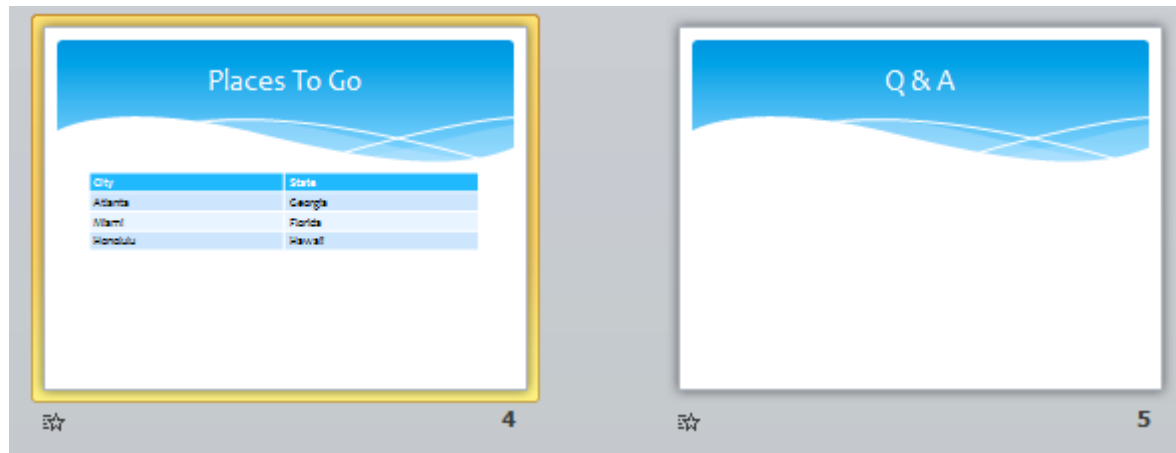 Places To Go
City State
Atlanta Georgia
Miami Florida
Honolulu Hawaii
4
Q & A
5